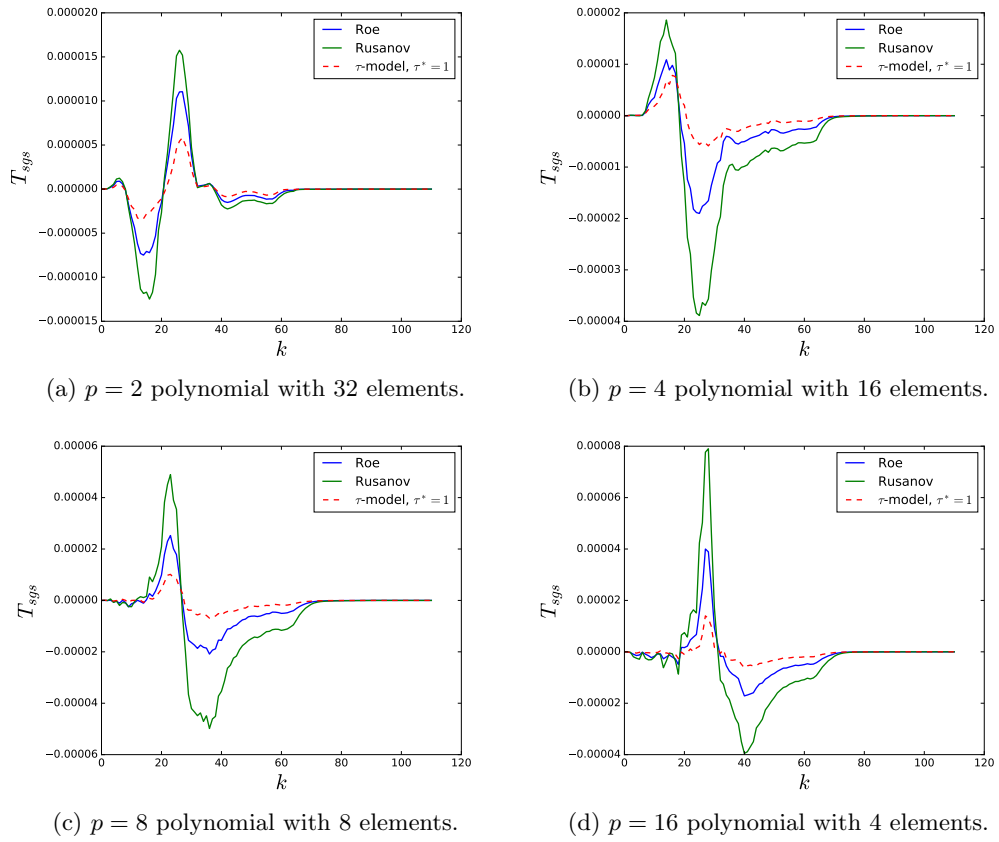 0.000020
0.000015
0.000010
0.000005
0.000000
−0.000005
−0.000010
−0.000015
0 20 40 60 80 100 120
T_sgs
k
Roe
Rusanov
τ-model, τ* = 1
(a) p = 2 polynomial with 32 elements.
0.00002
0.00001
0.00000
−0.00001
−0.00002
−0.00003
−0.00004
0 20 40 60 80 100 120
T_sgs
k
Roe
Rusanov
τ-model, τ* = 1
(b) p = 4 polynomial with 16 elements.
0.00006
0.00004
0.00002
0.00000
−0.00002
−0.00004
−0.00006
0 20 40 60 80 100 120
T_sgs
k
Roe
Rusanov
τ-model, τ* = 1
(c) p = 8 polynomial with 8 elements.
0.00008
0.00006
0.00004
0.00002
0.00000
−0.00002
−0.00004
0 20 40 60 80 100 120
T_sgs
k
Roe
Rusanov
τ-model, τ* = 1
(d) p = 16 polynomial with 4 elements.